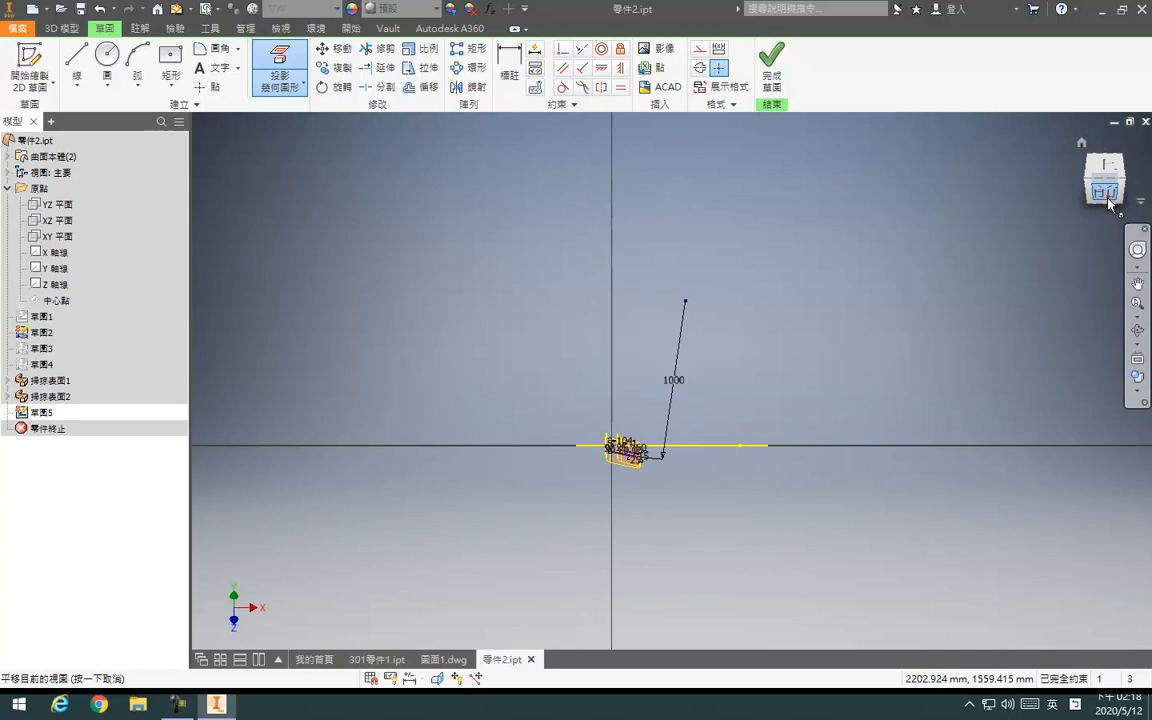 預設
零件2.ipt
搜尋說明與指令...
登入
檔案 3D 模型 草圖 註解 檢驗 工具 管理 檢視 環境 開始 Vault Autodesk A360
開始繪製 2D 草圖
線 圓 弧 矩形
圓角
文字
點
投影 幾何圖形
移動 修剪 比例
複製 延伸 拉伸
旋轉 分割 偏移
矩形
環形
鏡射
標註
影像
點
ACAD
展示格式
完成 草圖
草圖 建立 修改 陣列 約束 插入 格式 結束
模型
零件2.ipt
曲面本體(2)
視圖: 主要
原點
YZ 平面
XZ 平面
XY 平面
X 軸線
Y 軸線
Z 軸線
中心點
草圖1
草圖2
草圖3
草圖4
掃掠表面1
掃掠表面2
草圖5
零件終止
上
前
1000
Y
X
Z
我的首頁 301零件1.ipt 圖面1.dwg 零件2.ipt
平移目前的視圖 (按一下取消)
2202.924 mm, 1559.415 mm 已完全約束 1 3
英
下午 02:18
2020/5/12